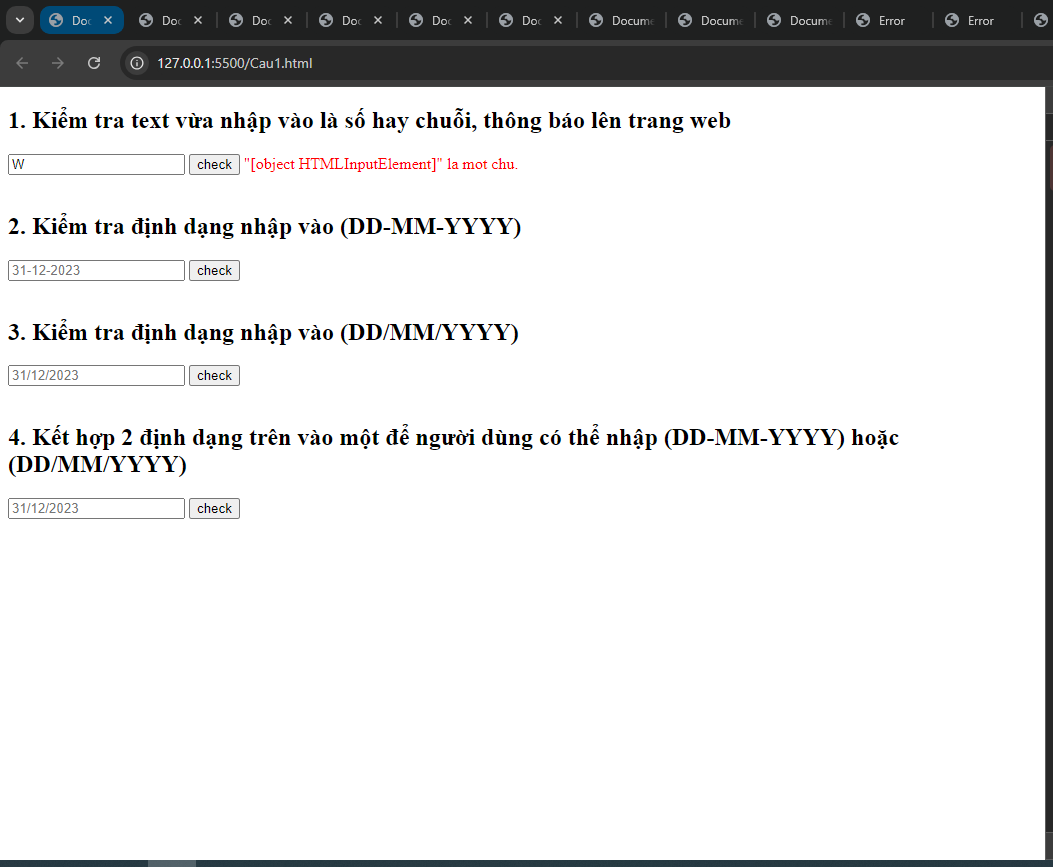 Doc Doc Doc Doc Doc Doc Docume Docume Docume Error Error
127.0.0.1:5500/Cau1.html
1. Kiểm tra text vừa nhập vào là số hay chuỗi, thông báo lên trang web
W check "[object HTMLInputElement]" la mot chu.
2. Kiểm tra định dạng nhập vào (DD-MM-YYYY)
31-12-2023 check
3. Kiểm tra định dạng nhập vào (DD/MM/YYYY)
31/12/2023 check
4. Kết hợp 2 định dạng trên vào một để người dùng có thể nhập (DD-MM-YYYY) hoặc
(DD/MM/YYYY)
31/12/2023 check